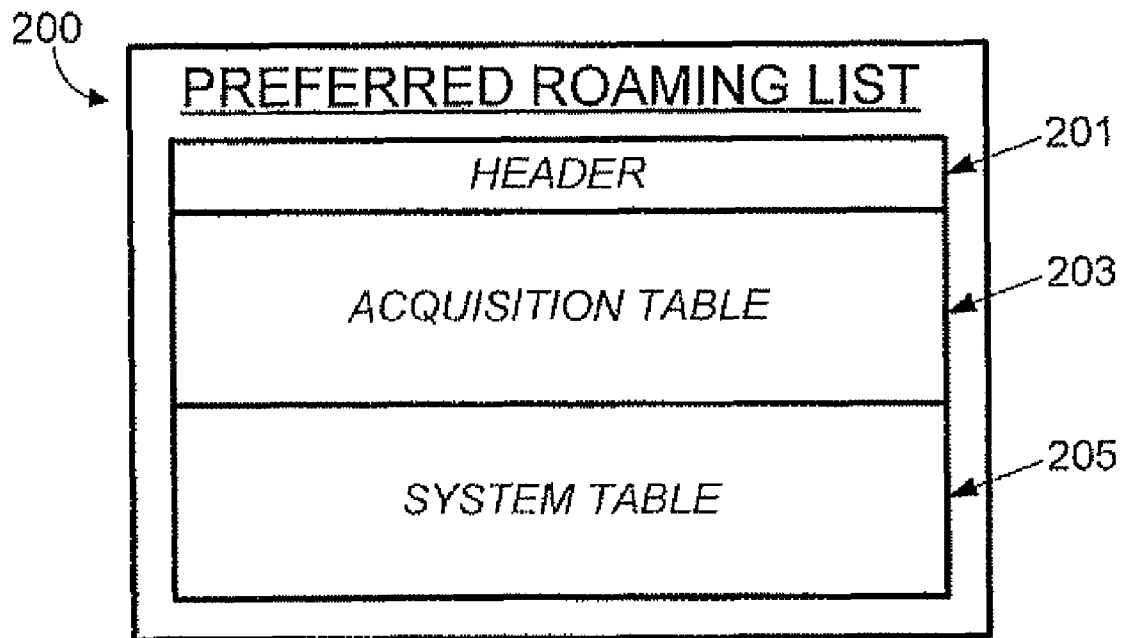 200
PREFERRED ROAMING LIST
HEADER
201
ACQUISITION TABLE
203
SYSTEM TABLE
205